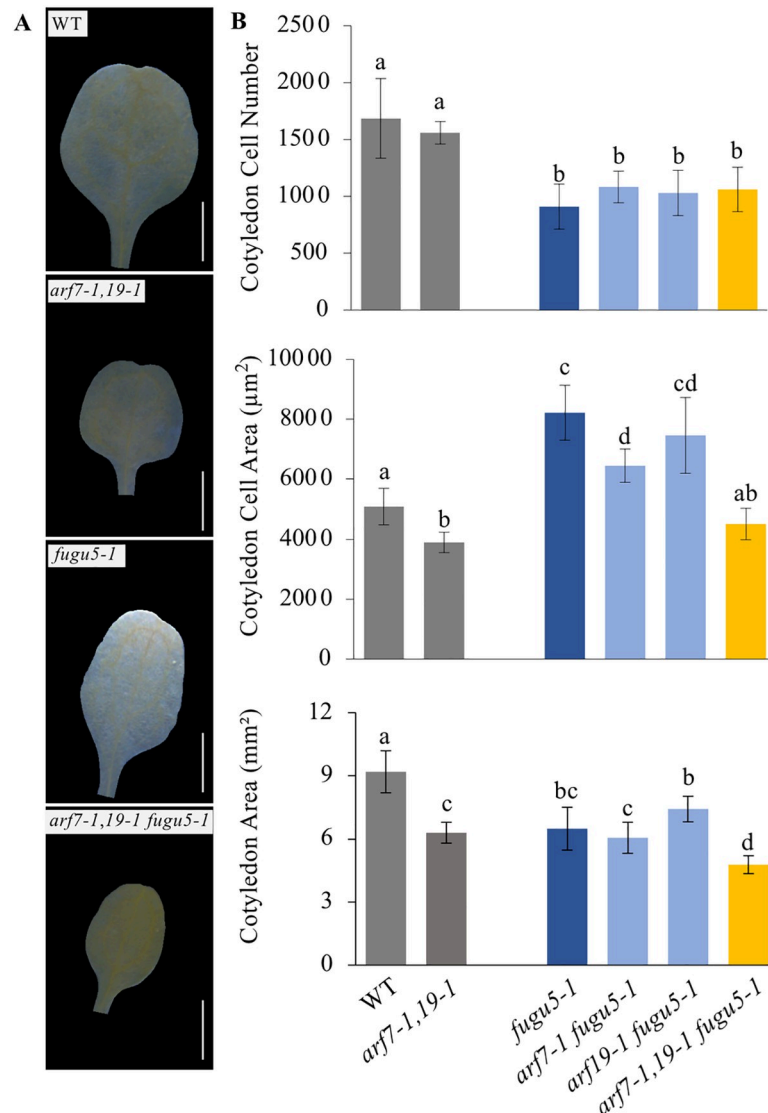 A
WT
arf7-1,19-1
fugu5-1
arf7-1,19-1 fugu5-1
B
Cotyledon Cell Number
2500
2000
1500
1000
500
0
a
a
b
b
b
b
Cotyledon Cell Area (µm²)
10000
8000
6000
4000
2000
0
a
b
c
d
cd
ab
Cotyledon Area (mm²)
12
9
6
3
0
a
c
bc
c
b
d
WT
arf7-1,19-1
fugu5-1
arf7-1 fugu5-1
arf19-1 fugu5-1
arf7-1,19-1 fugu5-1